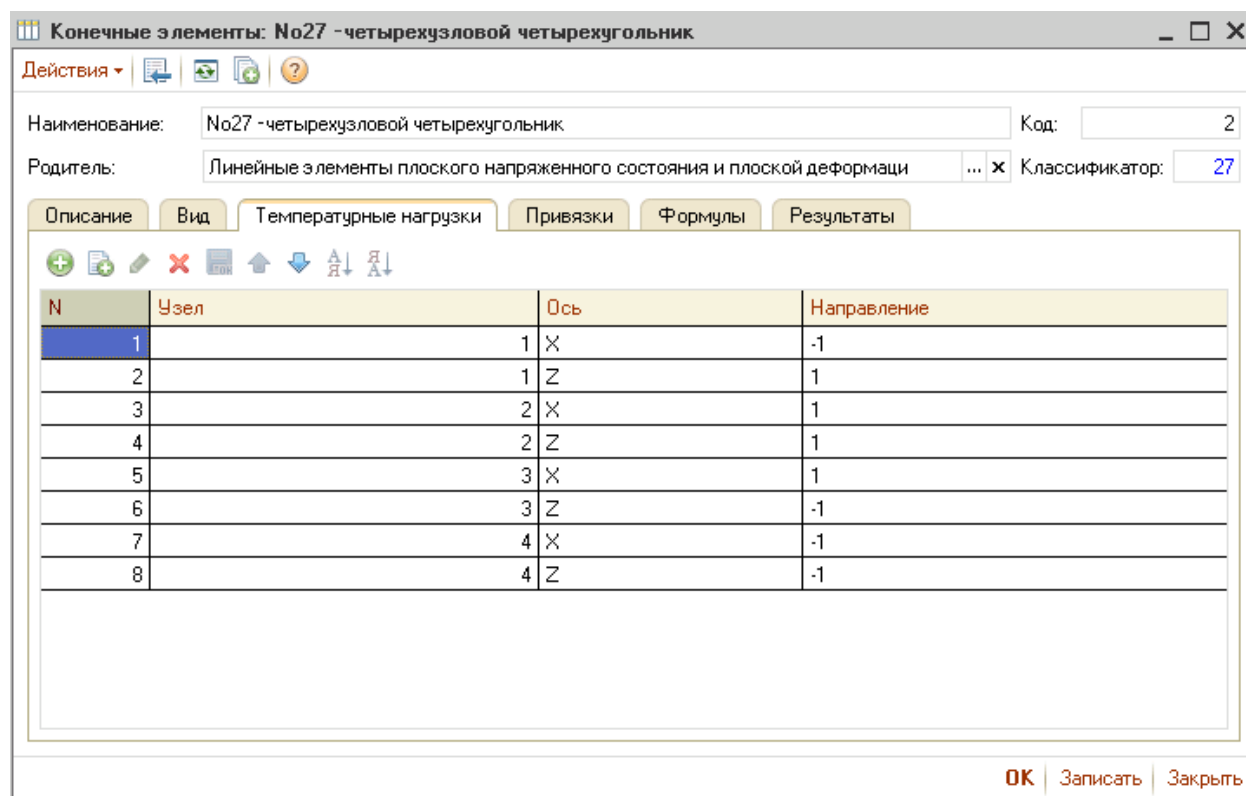 Конечные элементы: No27 -четырехузловой четырехугольник
Действия
Наименование: No27 -четырехузловой четырехугольник Код: 2
Родитель: Линейные элементы плоского напряженного состояния и плоской деформаци ... x Классификатор: 27
Описание Вид Температурные нагрузки Привязки Формулы Результаты
N Узел Ось Направление
1 1 X -1
2 1 Z 1
3 2 X 1
4 2 Z 1
5 3 X 1
6 3 Z -1
7 4 X -1
8 4 Z -1
OK Записать Закрыть